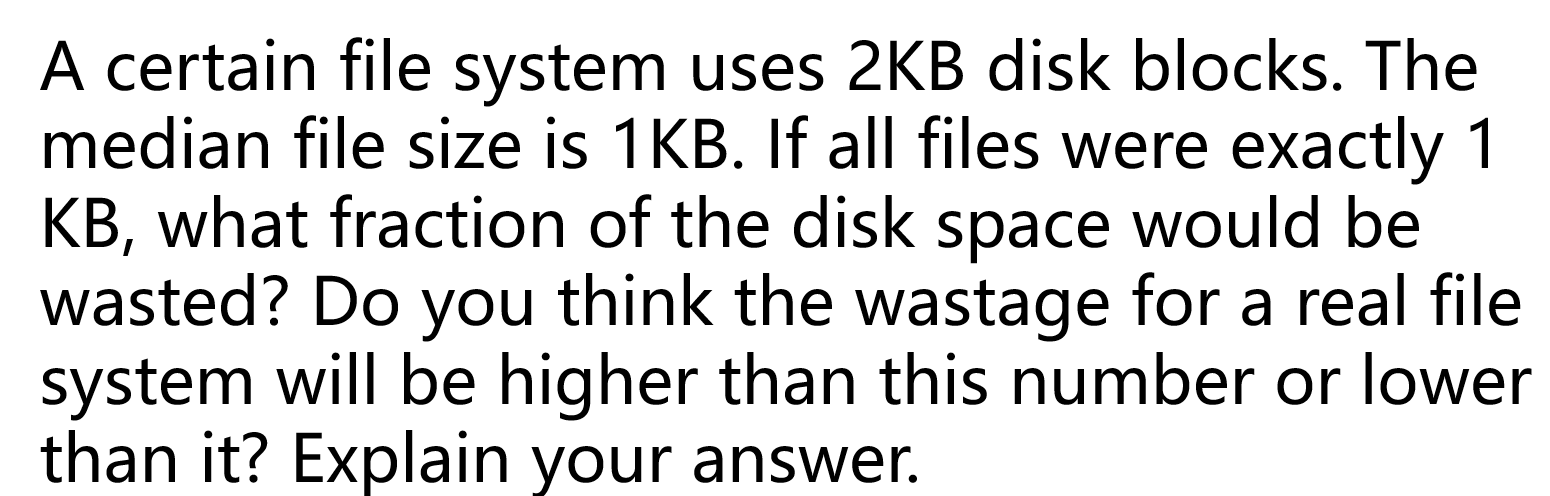 A certain file system uses 2KB disk blocks. The
median file size is 1KB. If all files were exactly 1
KB, what fraction of the disk space would be
wasted? Do you think the wastage for a real file
system will be higher than this number or lower
than it? Explain your answer.